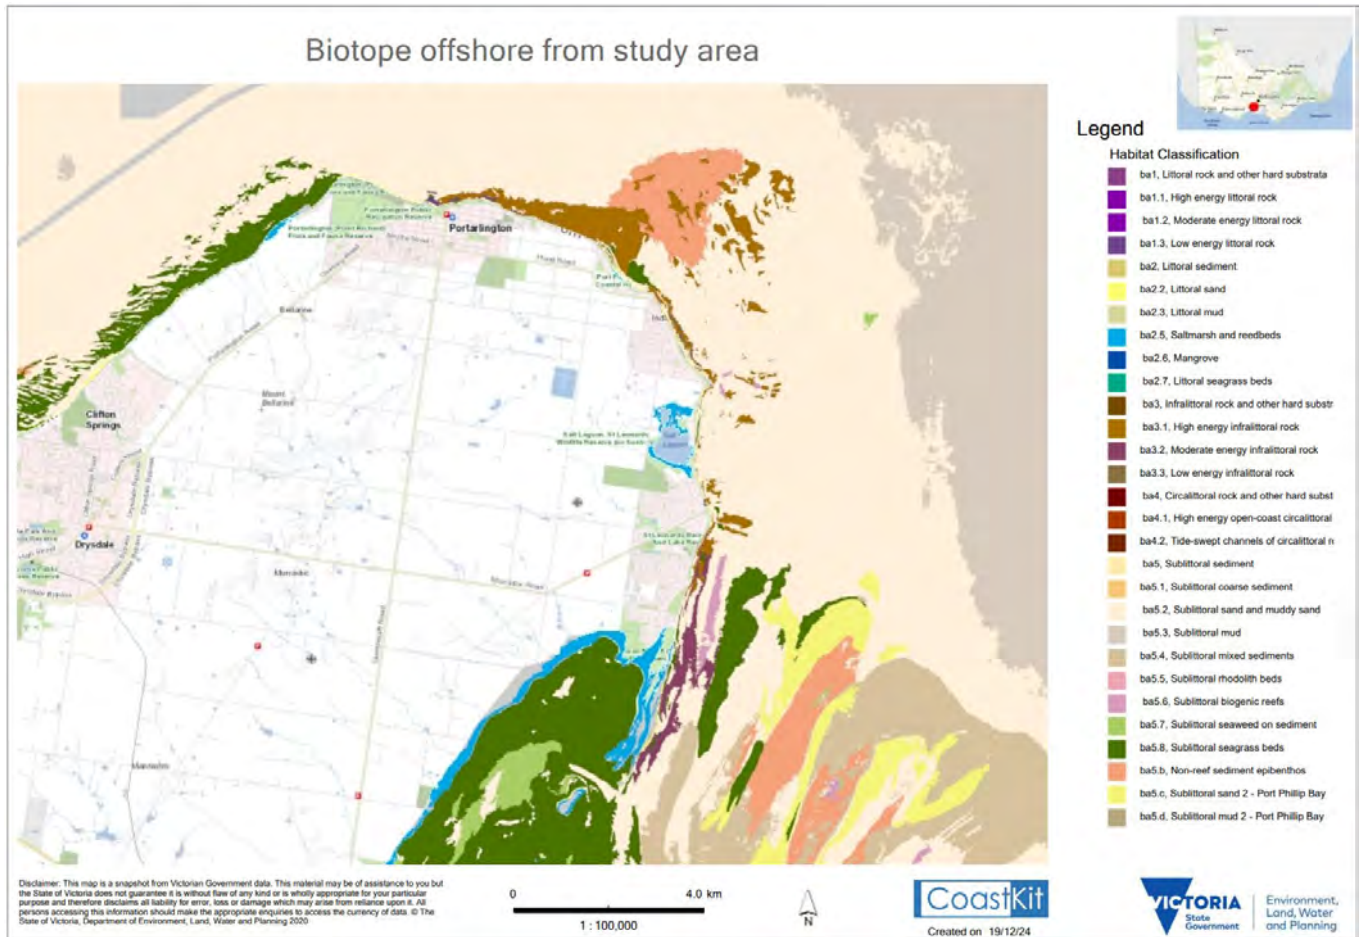 Biotope offshore from study area
Portarlington
Bellarine
Mount
Bellarine
Clifton
Springs
Drysdale
Murradoc
Mannerim
Portarlington Road
Murradoc Road
Legend
Habitat Classification
ba1, Littoral rock and other hard substrata
ba1.1, High energy littoral rock
ba1.2, Moderate energy littoral rock
ba1.3, Low energy littoral rock
ba2, Littoral sediment
ba2.2, Littoral sand
ba2.3, Littoral mud
ba2.5, Saltmarsh and reedbeds
ba2.6, Mangrove
ba2.7, Littoral seagrass beds
ba3, Infralittoral rock and other hard substr
ba3.1, High energy infralittoral rock
ba3.2, Moderate energy infralittoral rock
ba3.3, Low energy infralittoral rock
ba4, Circalittoral rock and other hard subst
ba4.1, High energy open-coast circalittoral
ba4.2, Tide-swept channels of circalittoral r
ba5, Sublittoral sediment
ba5.1, Sublittoral coarse sediment
ba5.2, Sublittoral sand and muddy sand
ba5.3, Sublittoral mud
ba5.4, Sublittoral mixed sediments
ba5.5, Sublittoral rhodolith beds
ba5.6, Sublittoral biogenic reefs
ba5.7, Sublittoral seaweed on sediment
ba5.8, Sublittoral seagrass beds
ba5.b, Non-reef sediment epibenthos
ba5.c, Sublittoral sand 2 - Port Phillip Bay
ba5.d, Sublittoral mud 2 - Port Phillip Bay
Disclaimer: This map is a snapshot from Victorian Government data. This material may be of assistance to you but
the State of Victoria does not guarantee it is without flaw of any kind or is wholly appropriate for your particular
purpose and therefore disclaims all liability for error, loss or damage which may arise from reliance upon it. All
persons accessing this information should make the appropriate enquiries to access the currency of data. © The
State of Victoria, Department of Environment, Land, Water and Planning 2020
0 4.0 km
1 : 100,000
N
CoastKit
Created on 19/12/24
VICTORIA
State
Government
Environment,
Land, Water
and Planning